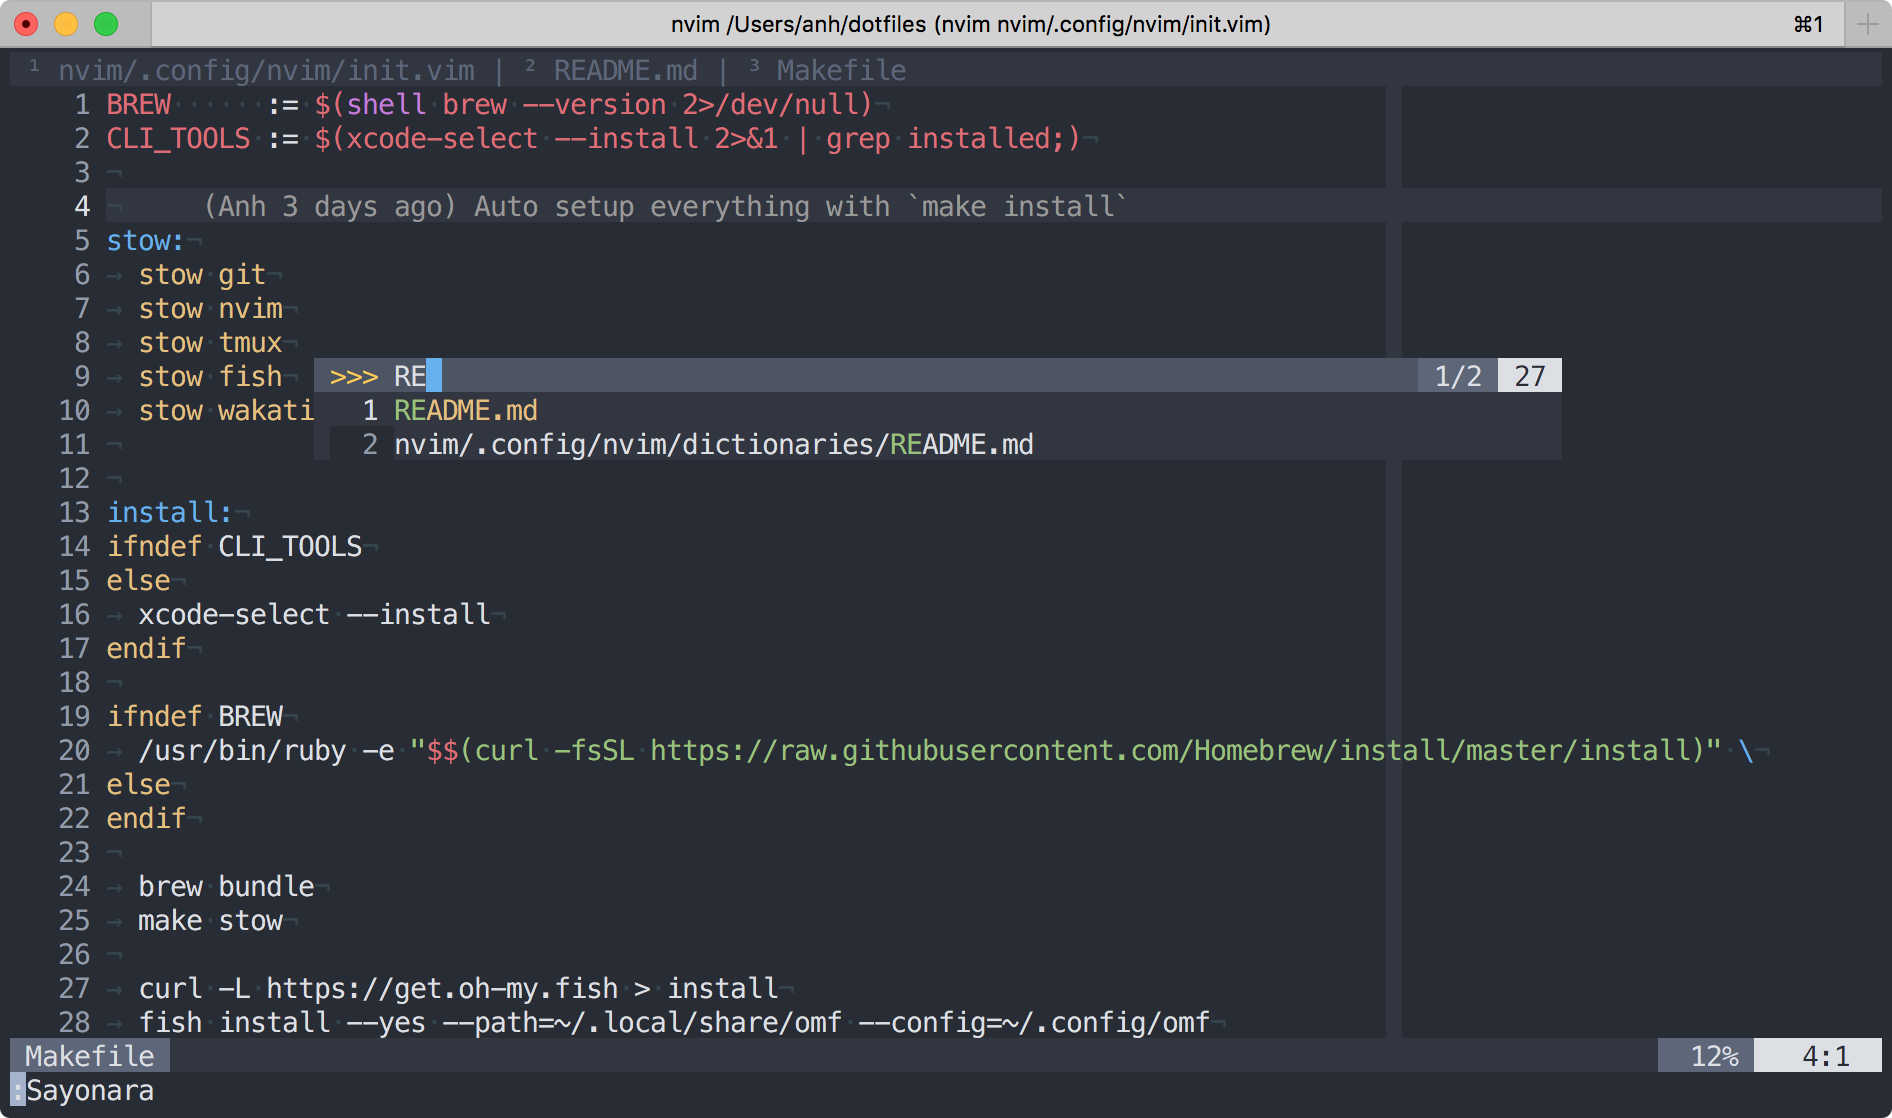 nvim /Users/anh/dotfiles (nvim nvim/.config/nvim/init.vim) ⌘1
¹ nvim/.config/nvim/init.vim | ² README.md | ³ Makefile
1 BREW······:=·$(shell·brew·--version·2>/dev/null)¬
2 CLI_TOOLS·:=·$(xcode-select·--install·2>&1·|·grep·installed;)¬
3 ¬
4 ¬ (Anh 3 days ago) Auto setup everything with `make install`
5 stow:¬
6 → stow·git¬
7 → stow·nvim¬
8 → stow·tmux¬
9 → stow·fish¬
>>> RE 1/2 27
10 → stow·wakati
1 README.md
11 ¬
2 nvim/.config/nvim/dictionaries/README.md
12 ¬
13 install:¬
14 ifndef·CLI_TOOLS¬
15 else¬
16 → xcode-select·--install¬
17 endif¬
18 ¬
19 ifndef·BREW¬
20 → /usr/bin/ruby·-e·"$$(curl·-fsSL·https://raw.githubusercontent.com/Homebrew/install/master/install)"·\¬
21 else¬
22 endif¬
23 ¬
24 → brew·bundle¬
25 → make·stow¬
26 ¬
27 → curl·-L·https://get.oh-my.fish·>·install¬
28 → fish·install·--yes·--path=~/.local/share/omf·--config=~/.config/omf¬
Makefile 12% 4:1
:Sayonara